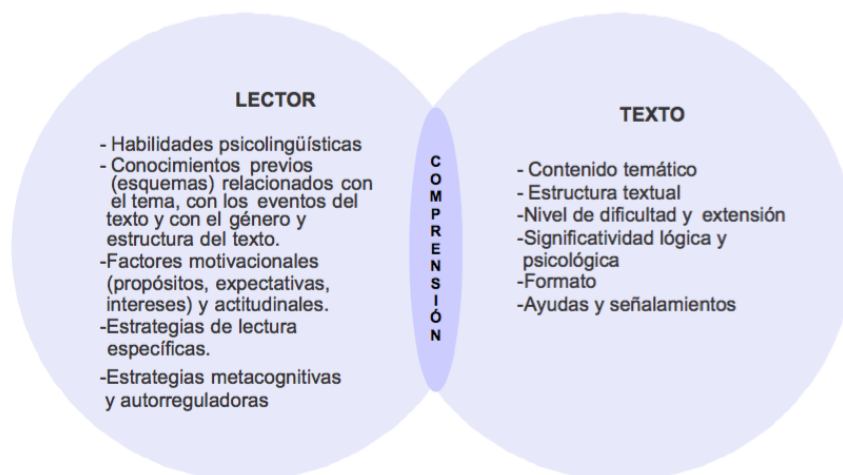 LECTOR
- Habilidades psicolingüísticas
- Conocimientos previos
(esquemas) relacionados con
el tema, con los eventos del
texto y con el género y
estructura del texto.
-Factores motivacionales
(propósitos, expectativas,
intereses) y actitudinales.
-Estrategias de lectura
específicas.
-Estrategias metacognitivas
y autorreguladoras
COMPRENSIÓN
TEXTO
- Contenido temático
- Estructura textual
-Nivel de dificultad y extensión
-Significatividad lógica y
psicológica
-Formato
-Ayudas y señalamientos